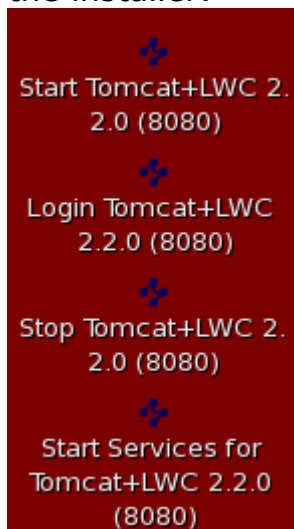 the installer.
Start Tomcat+LWC 2.
2.0 (8080)
Login Tomcat+LWC
2.2.0 (8080)
Stop Tomcat+LWC 2.
2.0 (8080)
Start Services for
Tomcat+LWC 2.2.0
(8080)